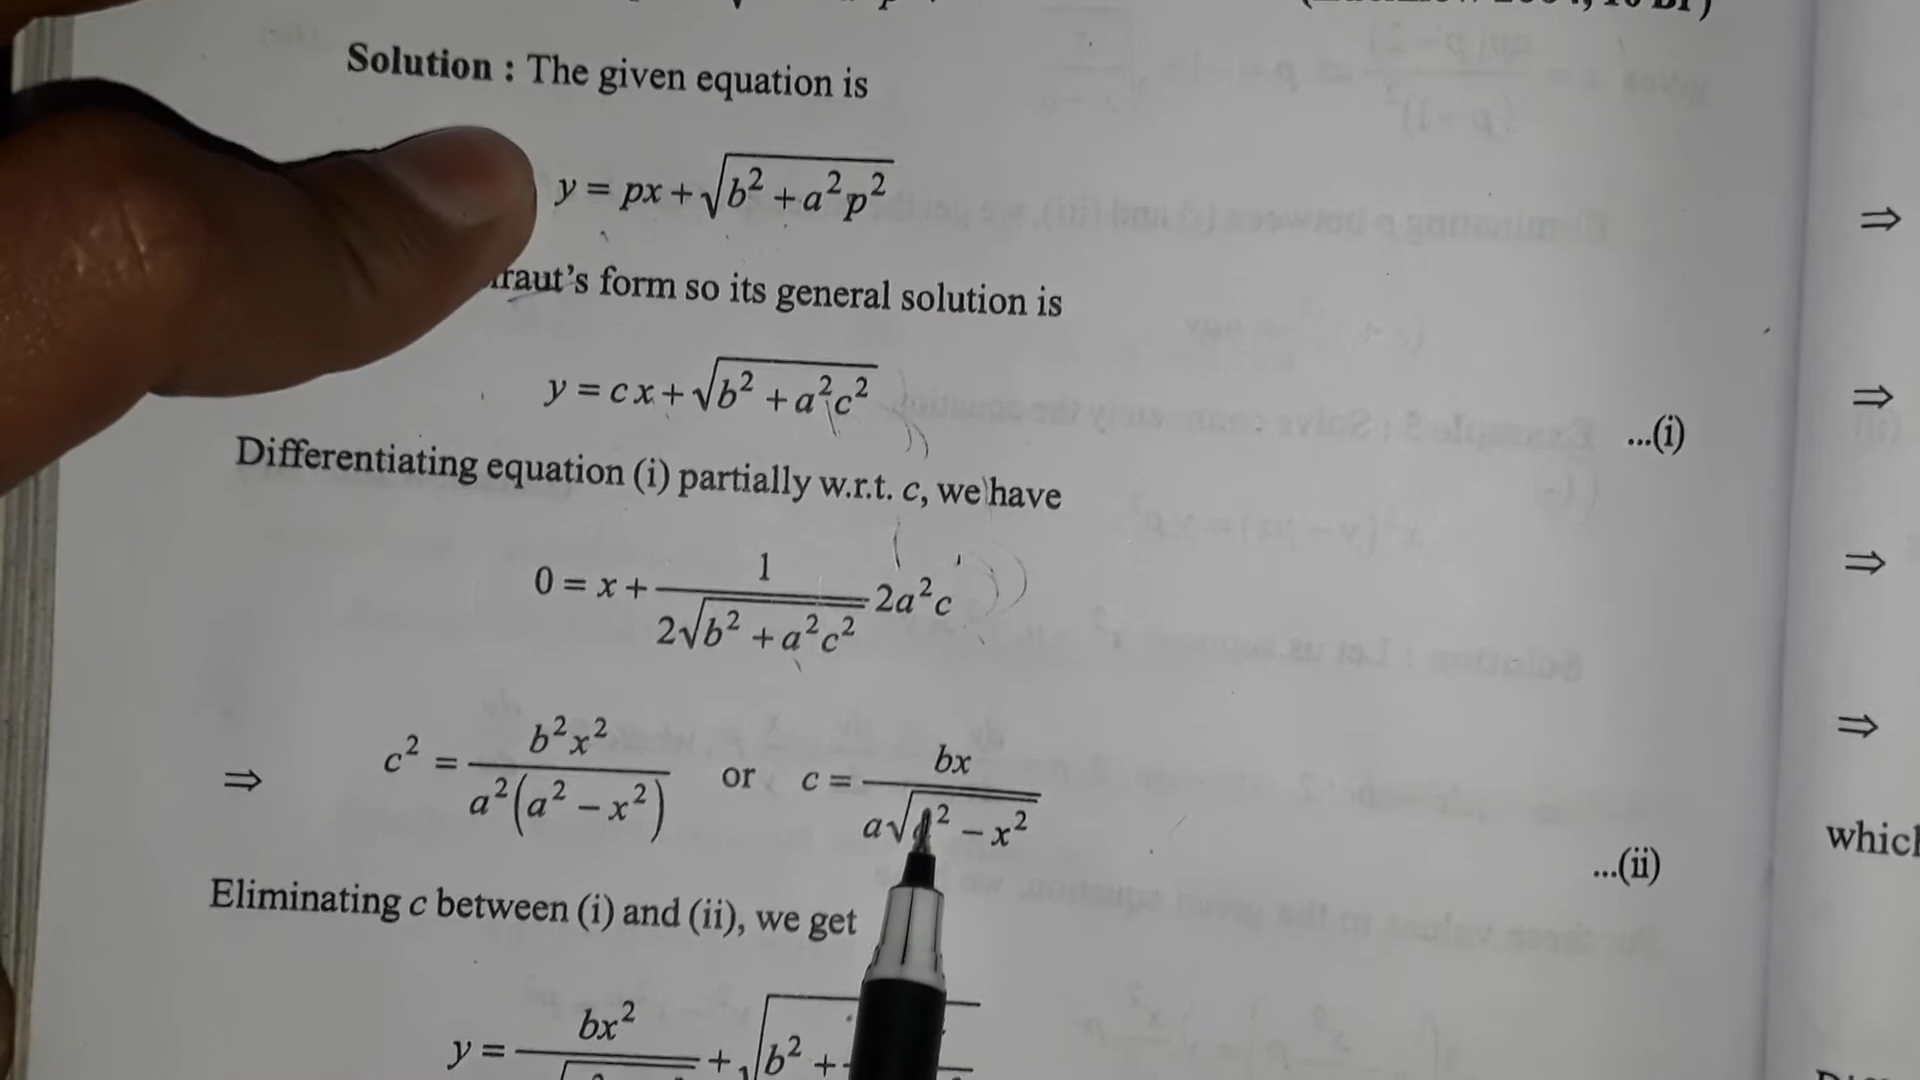 Solution : The given equation is
y = px + √(b² + a²p²)
raut's form so its general solution is
y = cx + √(b² + a²c²) ...(i)
Differentiating equation (i) partially w.r.t. c, we have
0 = x + 1/(2√(b² + a²c²)) 2a²c
⇒ c² = b²x²/(a²(a² − x²)) or c = bx/(a√(a² − x²)) ...(ii)
Eliminating c between (i) and (ii), we get
y = bx²
+ √ b² +
⇒
⇒
⇒
⇒
which